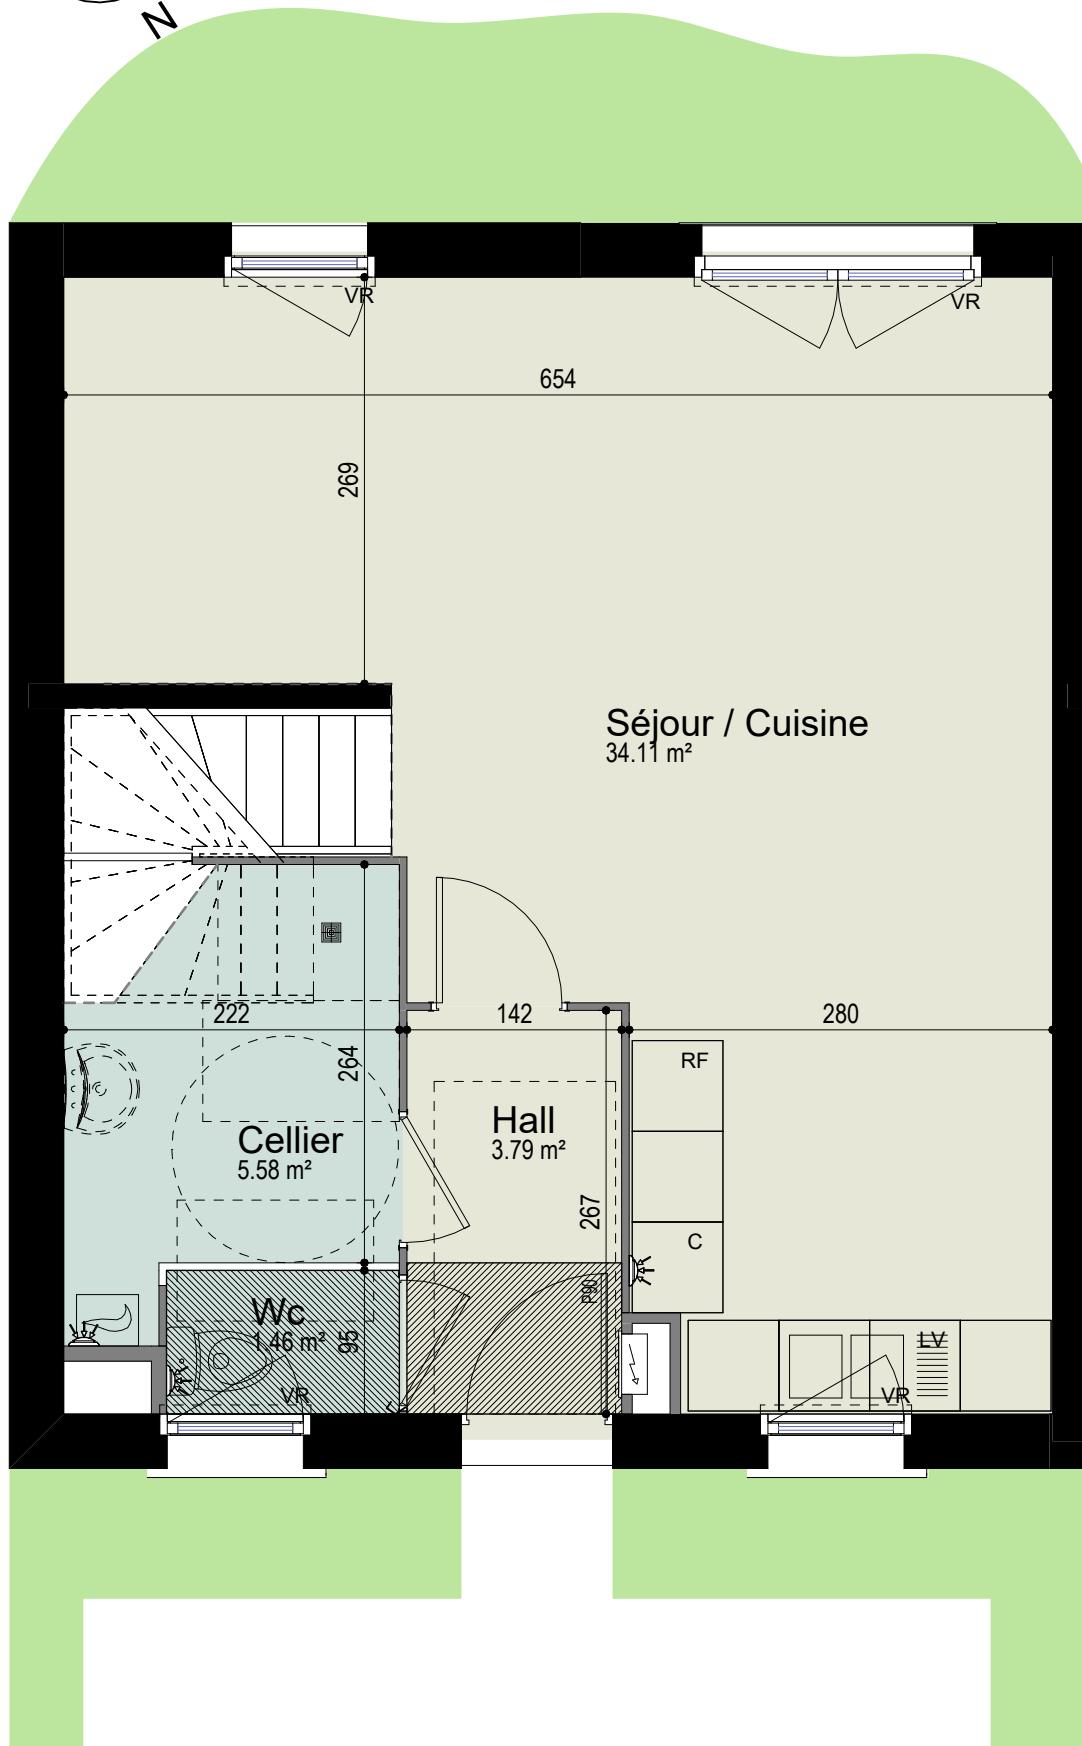 N
VR
VR
654
269
Séjour / Cuisine
34.11 m²
222
142
280
264
RF
Hall
3.79 m²
Cellier
5.58 m²
267
C
P90
Wc
1.46 m²
95
LV
VR
VR